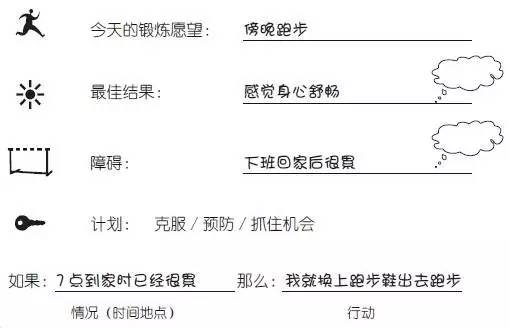 今天的锻炼愿望： 傍晚跑步
最佳结果： 感觉身心舒畅
障碍： 下班回家后很累
计划： 克服 / 预防 / 抓住机会
如果：7点到家时已经很累 那么：我就换上跑步鞋出去跑步
情况（时间地点） 行动